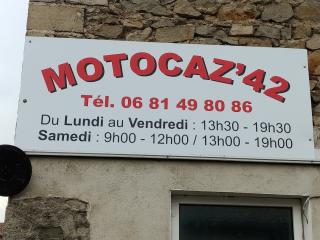 MOTOCAZ'42
Tél. 06 81 49 80 86
Du Lundi au Vendredi : 13h30 - 19h30
Samedi : 9h00 - 12h00 / 13h00 - 19h00